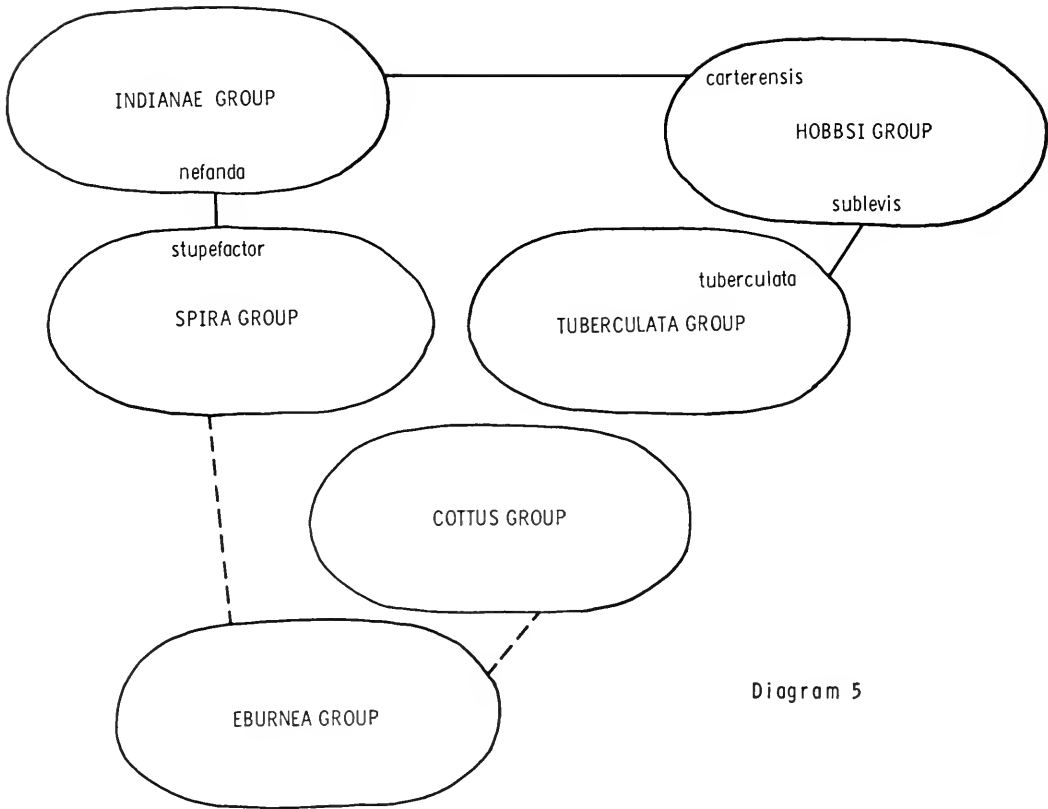 INDIANAE GROUP
nefanda
carterensis
HOBBSI GROUP
sublevis
stupefactor
SPIRA GROUP
tuberculata
TUBERCULATA GROUP
COTTUS GROUP
EBURNEA GROUP
Diagram 5